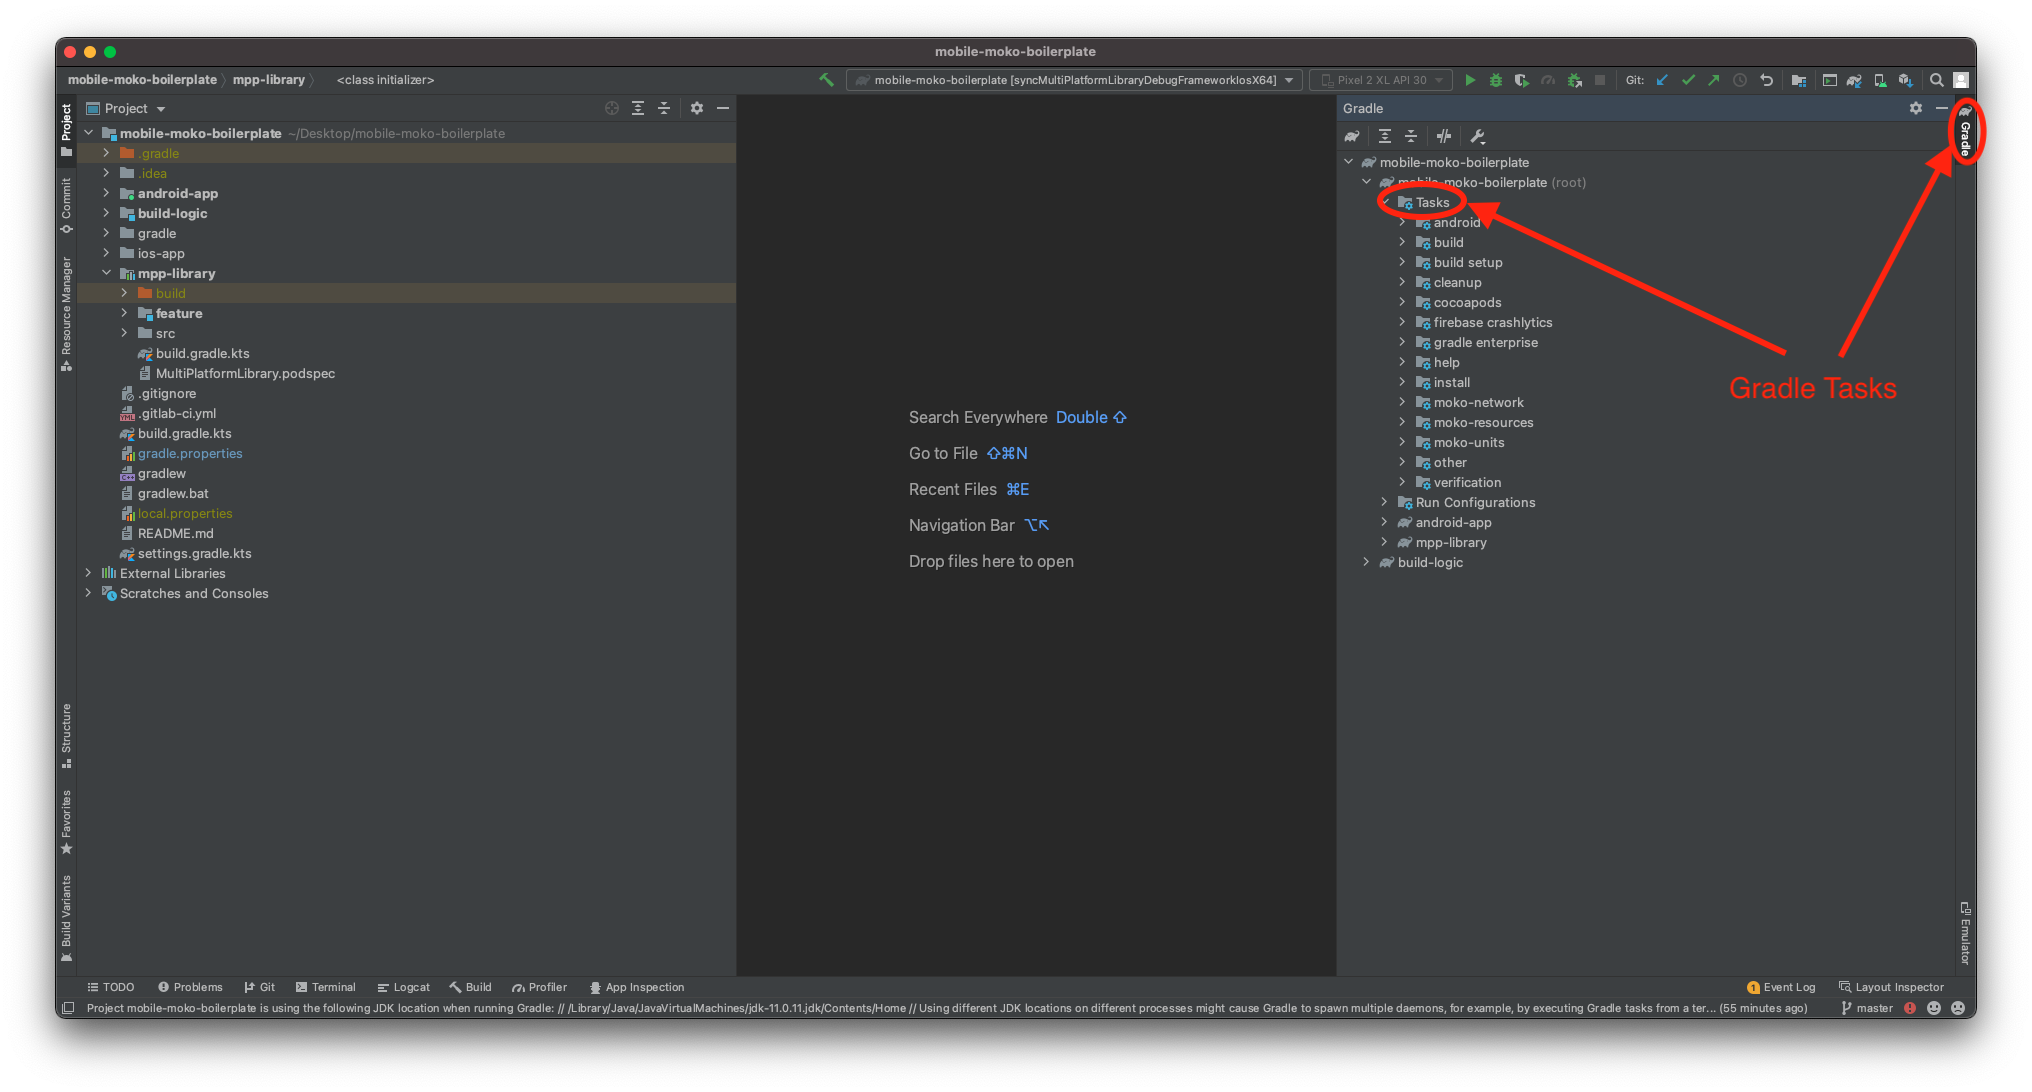 mobile-moko-boilerplate
mobile-moko-boilerplate mpp-library <class initializer>
mobile-moko-boilerplate [syncMultiPlatformLibraryDebugFrameworkIosX64] Pixel 2 XL API 30 Git:
Project
Commit
Resource Manager
Structure
Favorites
Build Variants
Project
mobile-moko-boilerplate ~/Desktop/mobile-moko-boilerplate
.gradle
.idea
android-app
build-logic
gradle
ios-app
mpp-library
build
feature
src
build.gradle.kts
MultiPlatformLibrary.podspec
.gitignore
.gitlab-ci.yml
build.gradle.kts
gradle.properties
gradlew
gradlew.bat
local.properties
README.md
settings.gradle.kts
External Libraries
Scratches and Consoles
Search Everywhere Double ⇧
Go to File ⇧⌘N
Recent Files ⌘E
Navigation Bar ⌥↖
Drop files here to open
Gradle
mobile-moko-boilerplate
mobile-moko-boilerplate (root)
Tasks
android
build
build setup
cleanup
cocoapods
firebase crashlytics
gradle enterprise
help
install
moko-network
moko-resources
moko-units
other
verification
Run Configurations
android-app
mpp-library
build-logic
Gradle Tasks
Gradle
Emulator
TODO Problems Git Terminal Logcat Build Profiler App Inspection 1 Event Log Layout Inspector
Project mobile-moko-boilerplate is using the following JDK location when running Gradle: // /Library/Java/JavaVirtualMachines/jdk-11.0.11.jdk/Contents/Home // Using different JDK locations on different processes might cause Gradle to spawn multiple daemons, for example, by executing Gradle tasks from a ter... (55 minutes ago) master